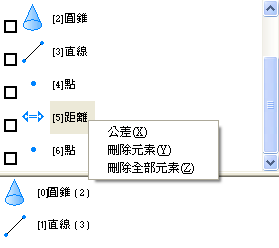 [2]圓錐
[3]直線
[4]點
[5]距離
公差(X)
刪除元素(Y)
刪除全部元素(Z)
[6]點
[0]圓錐 (2)
[1]直線 (3)